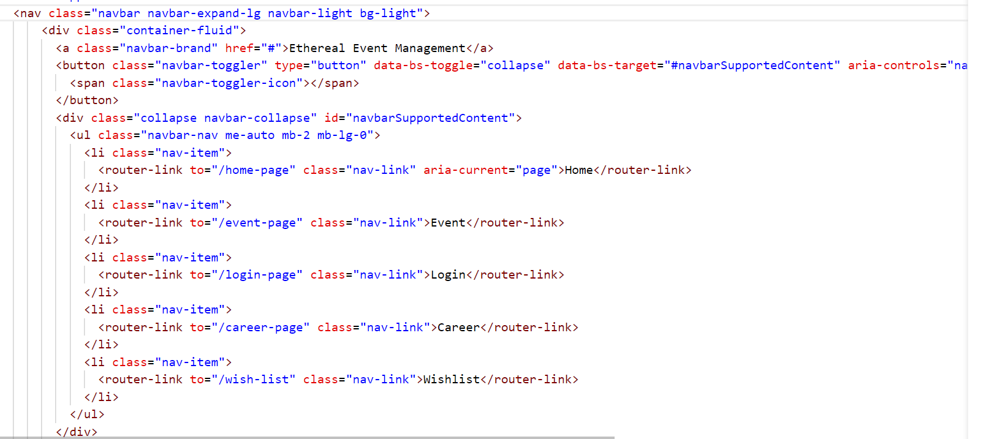 <nav class="navbar navbar-expand-lg navbar-light bg-light">
<div class="container-fluid">
<a class="navbar-brand" href="#">Ethereal Event Management</a>
<button class="navbar-toggler" type="button" data-bs-toggle="collapse" data-bs-target="#navbarSupportedContent" aria-controls="na
<span class="navbar-toggler-icon"></span>
</button>
<div class="collapse navbar-collapse" id="navbarSupportedContent">
<ul class="navbar-nav me-auto mb-2 mb-lg-0">
<li class="nav-item">
<router-link to="/home-page" class="nav-link" aria-current="page">Home</router-link>
</li>
<li class="nav-item">
<router-link to="/event-page" class="nav-link">Event</router-link>
</li>
<li class="nav-item">
<router-link to="/login-page" class="nav-link">Login</router-link>
</li>
<li class="nav-item">
<router-link to="/career-page" class="nav-link">Career</router-link>
</li>
<li class="nav-item">
<router-link to="/wish-list" class="nav-link">Wishlist</router-link>
</li>
</ul>
</div>